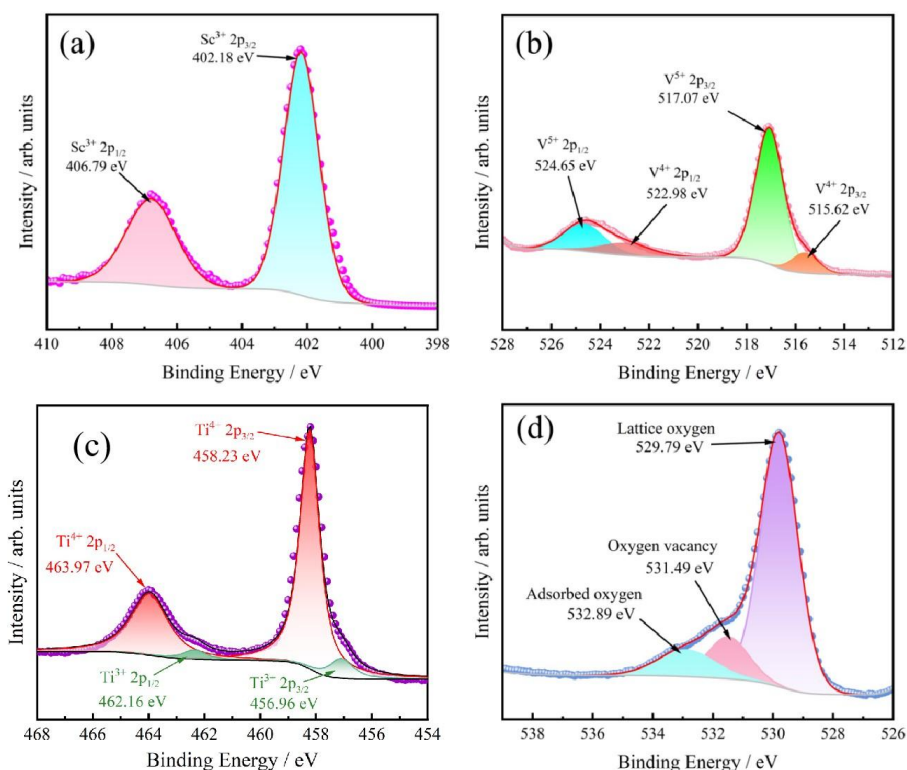 (a)
Sc³⁺ 2p₃/₂
402.18 eV
Sc³⁺ 2p₁/₂
406.79 eV
Intensity / arb. units
410 408 406 404 402 400 398
Binding Energy / eV
(b)
V⁵⁺ 2p₃/₂
517.07 eV
V⁵⁺ 2p₁/₂
524.65 eV
V⁴⁺ 2p₁/₂
522.98 eV
V⁴⁺ 2p₃/₂
515.62 eV
Intensity / arb. units
528 526 524 522 520 518 516 514 512
Binding Energy / eV
(c)
Ti⁴⁺ 2p₃/₂
458.23 eV
Ti⁴⁺ 2p₁/₂
463.97 eV
Ti³⁺ 2p₁/₂
462.16 eV
Ti³⁺ 2p₃/₂
456.96 eV
Intensity / arb. units
468 466 464 462 460 458 456 454
Binding Energy / eV
(d)
Lattice oxygen
529.79 eV
Oxygen vacancy
531.49 eV
Adsorbed oxygen
532.89 eV
Intensity / arb. units
538 536 534 532 530 528 526
Binding Energy / eV